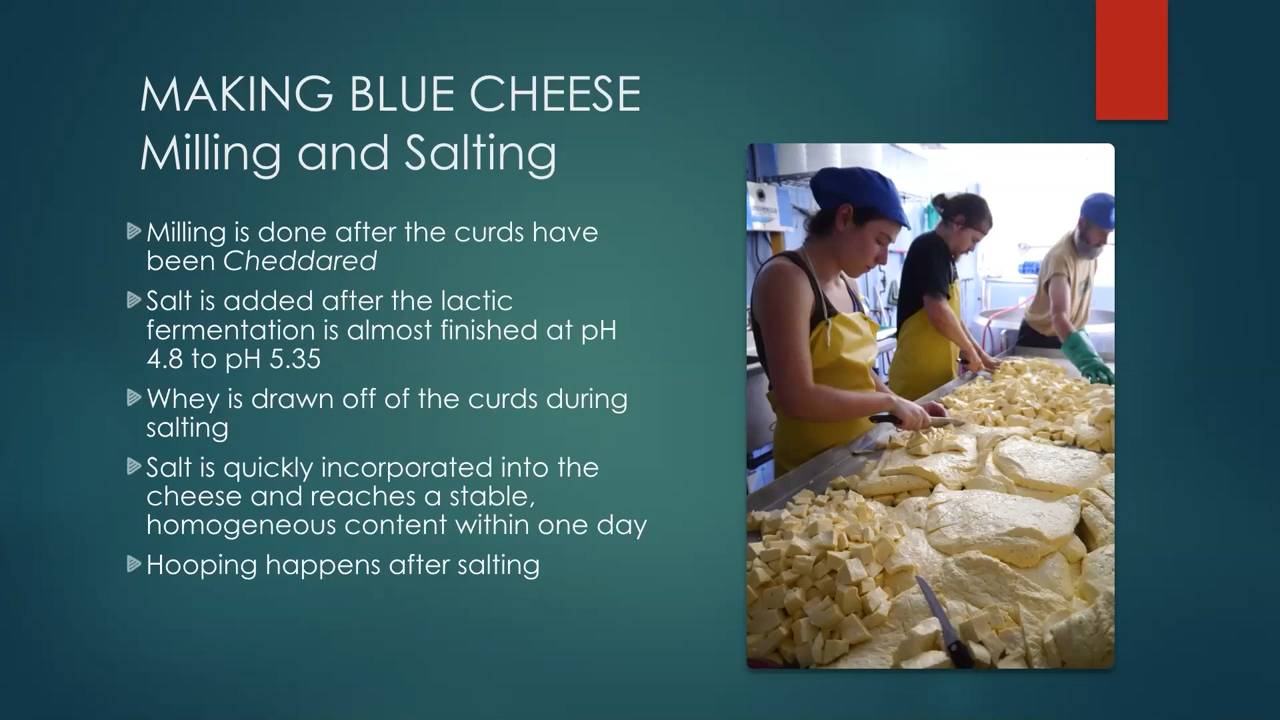 MAKING BLUE CHEESE
Milling and Salting
Milling is done after the curds have
been Cheddared
Salt is added after the lactic
fermentation is almost finished at pH
4.8 to pH 5.35
Whey is drawn off of the curds during
salting
Salt is quickly incorporated into the
cheese and reaches a stable,
homogeneous content within one day
Hooping happens after salting